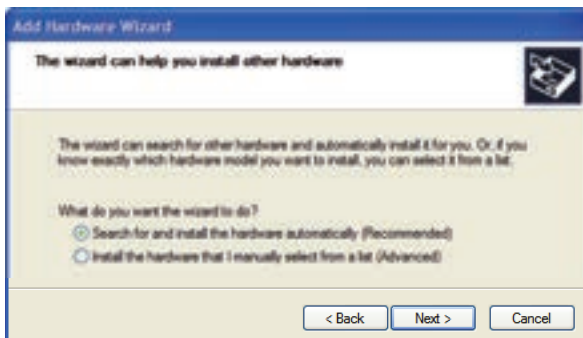 Add Hardware Wizard
The wizard can help you install other hardware
The wizard can search for other hardware and automatically install it for you. Or, if you
know exactly which hardware model you want to install, you can select it from a list.
What do you want the wizard to do?
Search for and install the hardware automatically (Recommended)
Install the hardware that I manually select from a list (Advanced)
< Back Next > Cancel